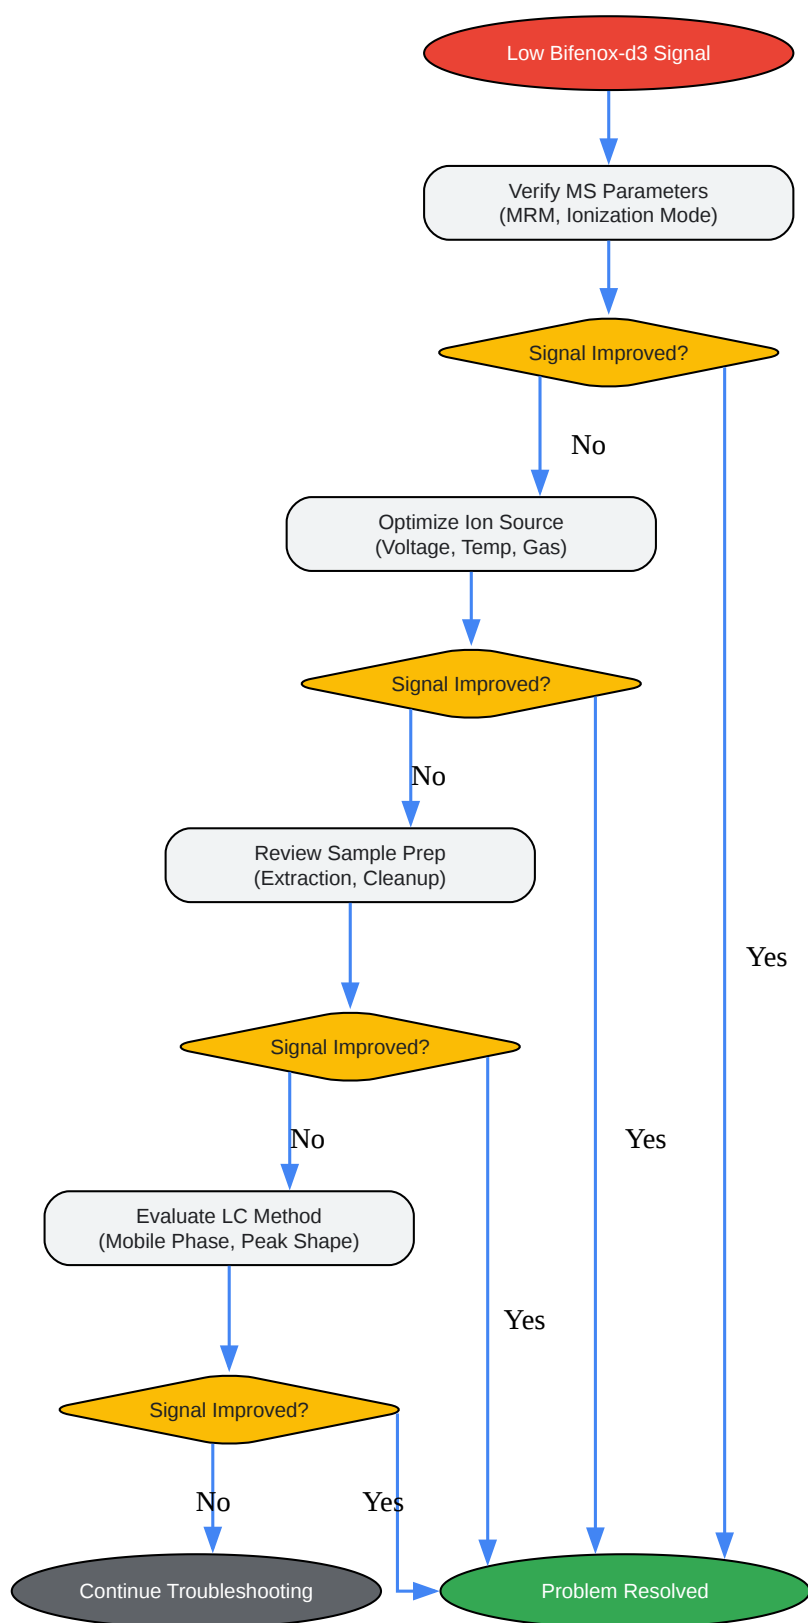 Low Bifenox-d3 Signal
Verify MS Parameters
(MRM, Ionization Mode)
Signal Improved?
No
Optimize Ion Source
(Voltage, Temp, Gas)
Signal Improved?
No
Review Sample Prep
(Extraction, Cleanup)
Yes
Signal Improved?
No
Yes
Evaluate LC Method
(Mobile Phase, Peak Shape)
Yes
Signal Improved?
No
Yes
Continue Troubleshooting
Problem Resolved